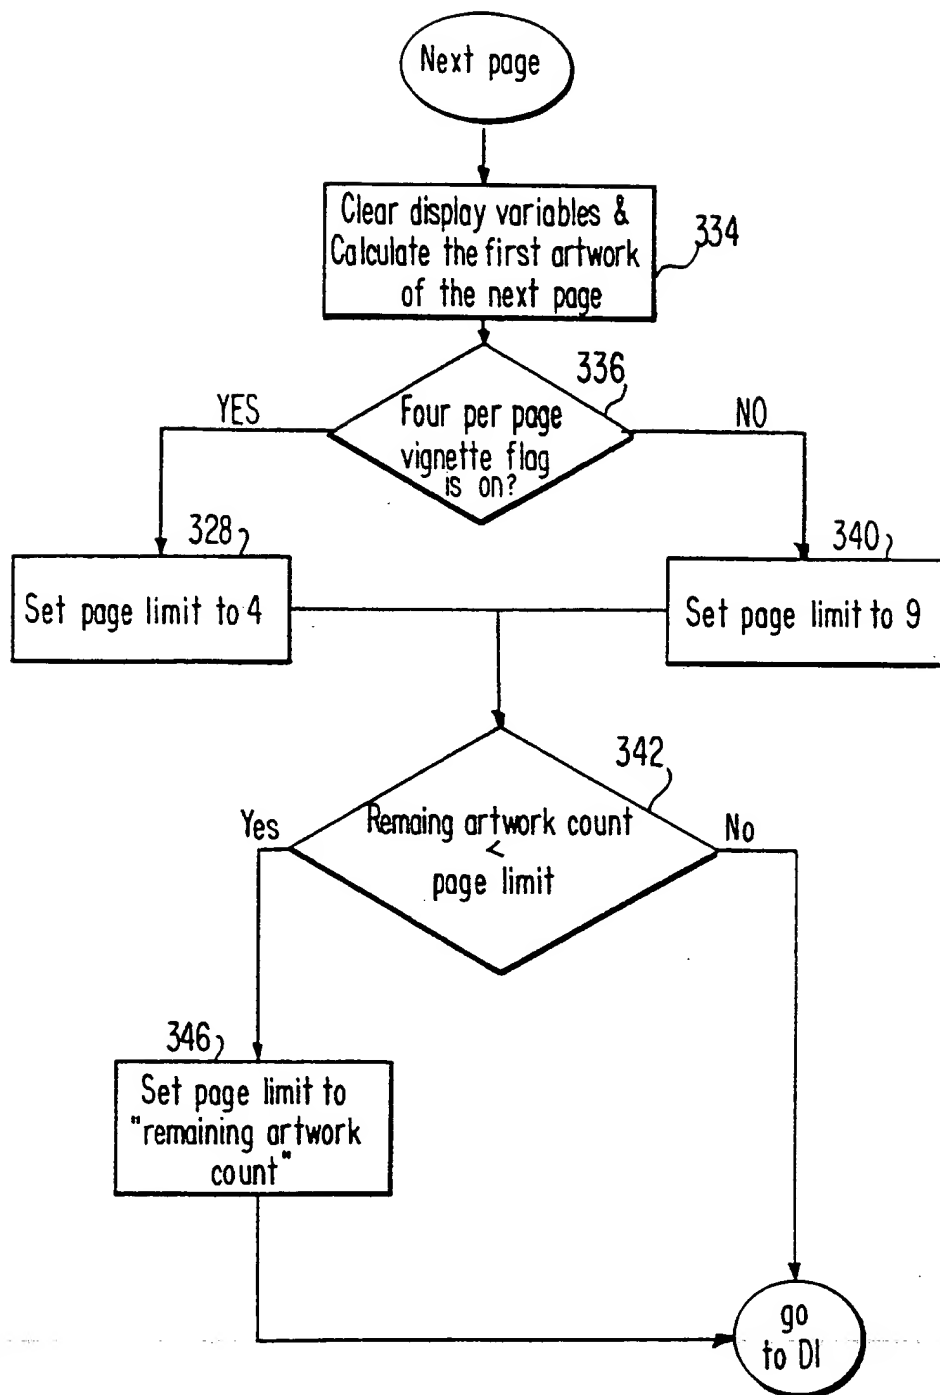 Next page
Clear display variables &
Calculate the first artwork
of the next page
334
336
Four per page
vignette flag
is on?
YES
NO
328
Set page limit to 4
340
Set page limit to 9
342
Remaing artwork count
<
page limit
Yes
No
346
Set page limit to
"remaining artwork
count"
go
to D1